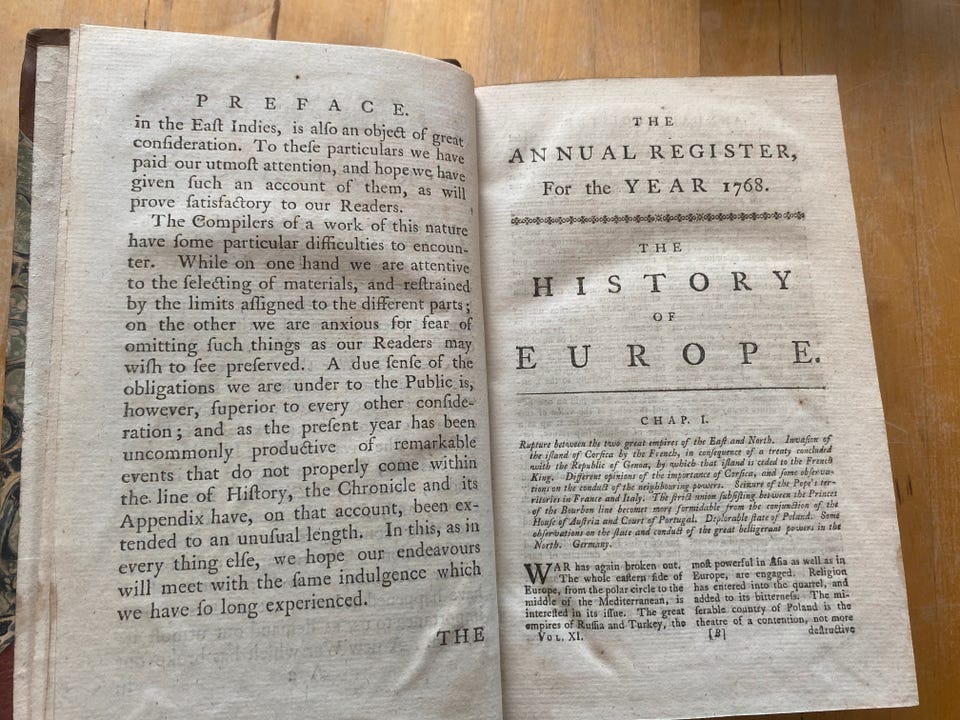 PREFACE.
in the Eaſt Indies, is alſo an object of great
conſideration. To theſe particulars we have
paid our utmoſt attention, and hope we have
given ſuch an account of them, as will
prove ſatisfactory to our Readers.
The Compilers of a work of this nature
have ſome particular difficulties to encoun-
ter. While on one hand we are attentive
to the ſelecting of materials, and reſtrained
by the limits aſſigned to the different parts;
on the other we are anxious for fear of
omitting ſuch things as our Readers may
wiſh to ſee preſerved. A due ſenſe of the
obligations we are under to the Public is,
however, ſuperior to every other conſide-
ration; and as the preſent year has been
uncommonly productive of remarkable
events that do not properly come within
the line of Hiſtory, the Chronicle and its
Appendix have, on that account, been ex-
tended to an unuſual length. In this, as in
every thing elſe, we hope our endeavours
will meet with the ſame indulgence which
we have ſo long experienced.
THE
THE
ANNUAL REGISTER,
For the YEAR 1768.
THE
HISTORY
OF
EUROPE.
CHAP. I.
Rupture between the two great empires of the Eaſt and North. Invaſion of
the iſland of Corſica by the French, in conſequence of a treaty concluded
with the Republic of Genoa, by which that iſland is ceded to the French
King. Different opinions of the importance of Corſica, and ſome obſerva-
tions on the conduct of the neighbouring powers. Seizure of the Pope's ter-
ritories in France and Italy. The ſtrict union ſubſiſting between the Princes
of the Bourbon line becomes more formidable from the conjunction of the
Houſe of Auſtria and Court of Portugal. Deplorable ſtate of Poland. Some
obſervations on the ſtate and conduct of the great belligerant powers in the
North. Germany.
WAR has again broken out.
The whole eaſtern ſide of
Europe, from the polar circle to the
middle of the Mediterranean, is
intereſted in its iſſue. The great
empires of Ruſſia and Turkey, the
VOL. XI.
moſt powerful in Aſia as well as in
Europe, are engaged. Religion
has entered into the quarrel, and
added to its bitterneſs. The mi-
ſerable country of Poland is the
theatre of a contention, not more
[B]
deſtructive